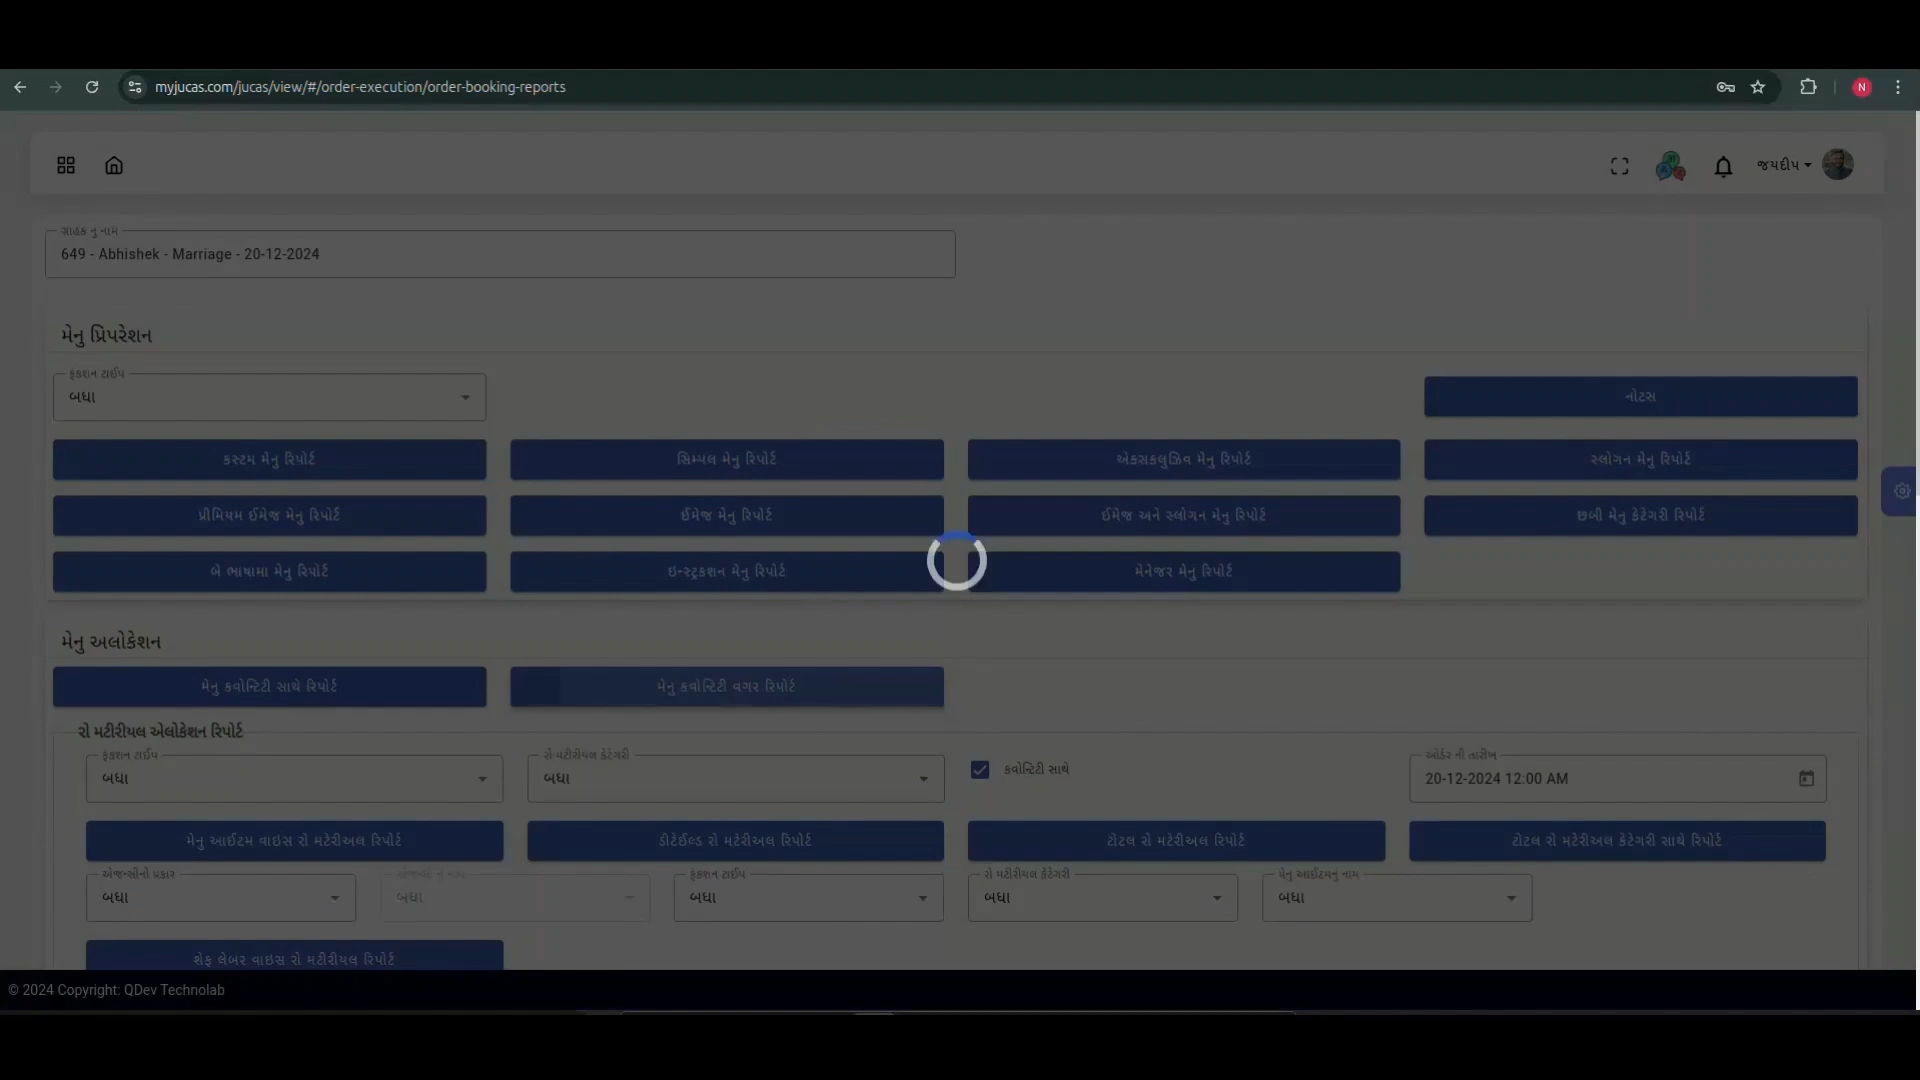 myjucas.com/jucas/view/#/order-execution/order-booking-reports
N
જયદીપ
ગ્રાહક નુ નામ
649 - Abhishek - Marriage - 20-12-2024
મેનુ પ્રિપરેશન
ફંકશન ટાઈપ
બધા
નોટસ
કસ્ટમ મેનુ રિપોર્ટ
સિમ્પલ મેનુ રિપોર્ટ
એકસકલુઝિવ મેનુ રિપોર્ટ
સ્લોગન મેનુ રિપોર્ટ
પ્રીમિયમ ઈમેજ મેનુ રિપોર્ટ
ઈમેજ મેનુ રિપોર્ટ
ઈમેજ અને સ્લોગન મેનુ રિપોર્ટ
છબી મેનુ કેટેગરી રિપોર્ટ
બે ભાષામા મેનુ રિપોર્ટ
ઇન્સ્ટ્રકશન મેનુ રિપોર્ટ
મેનેજર મેનુ રિપોર્ટ
મેનુ અલોકેશન
મેનુ કવોન્ટિટી સાથે રિપોર્ટ
મેનુ કવોન્ટિટી વગર રિપોર્ટ
રો મટીરીયલ એલોકેશન રિપોર્ટ
ફંકશન ટાઈપ
બધા
રો મટીરીયલ કેટેગરી
બધા
કવોન્ટિટી સાથે
ઓર્ડર ની તારીખ
20-12-2024 12:00 AM
મેનુ આઈટમ વાઇસ રો મટેરીઅલ રિપોર્ટ
ડીટેઈલ્ડ રો મટેરીઅલ રિપોર્ટ
ટોટલ રો મટેરીઅલ રિપોર્ટ
ટોટલ રો મટેરીઅલ કેટેગરી સાથે રિપોર્ટ
એજન્સીનો પ્રકાર
બધા
એજન્સી નુ નામ
બધા
ફંકશન ટાઈપ
બધા
રો મટીરીયલ કેટેગરી
બધા
મેનુ આઈટમનું નામ
બધા
શેફ લેબર વાઇસ રો મટીરીયલ રિપોર્ટ
© 2024 Copyright: QDev Technolab